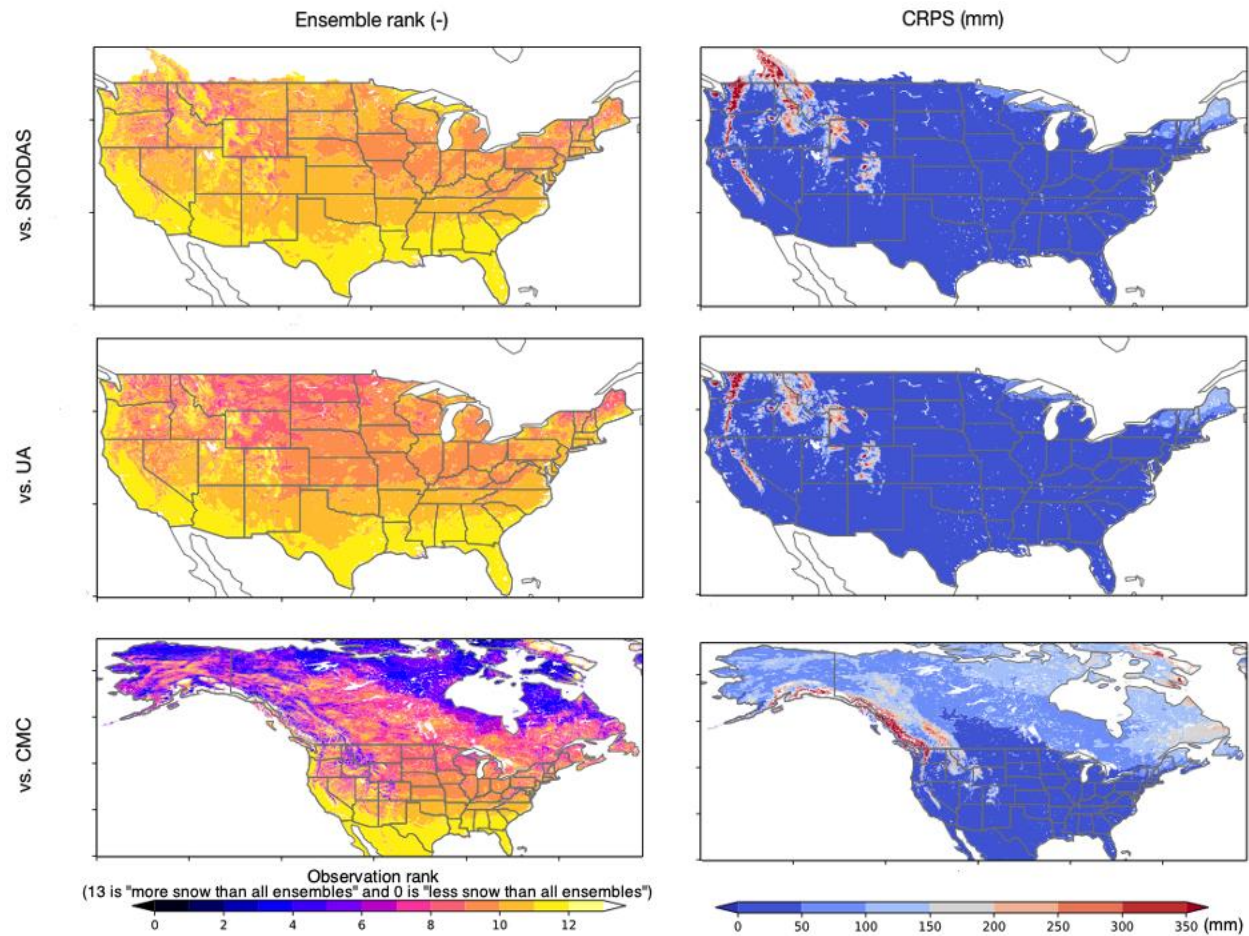 Ensemble rank (-)
CRPS (mm)
vs. SNODAS
vs. UA
vs. CMC
Observation rank
(13 is "more snow than all ensembles" and 0 is "less snow than all ensembles")
0 2 4 6 8 10 12
0 50 100 150 200 250 300 350 (mm)